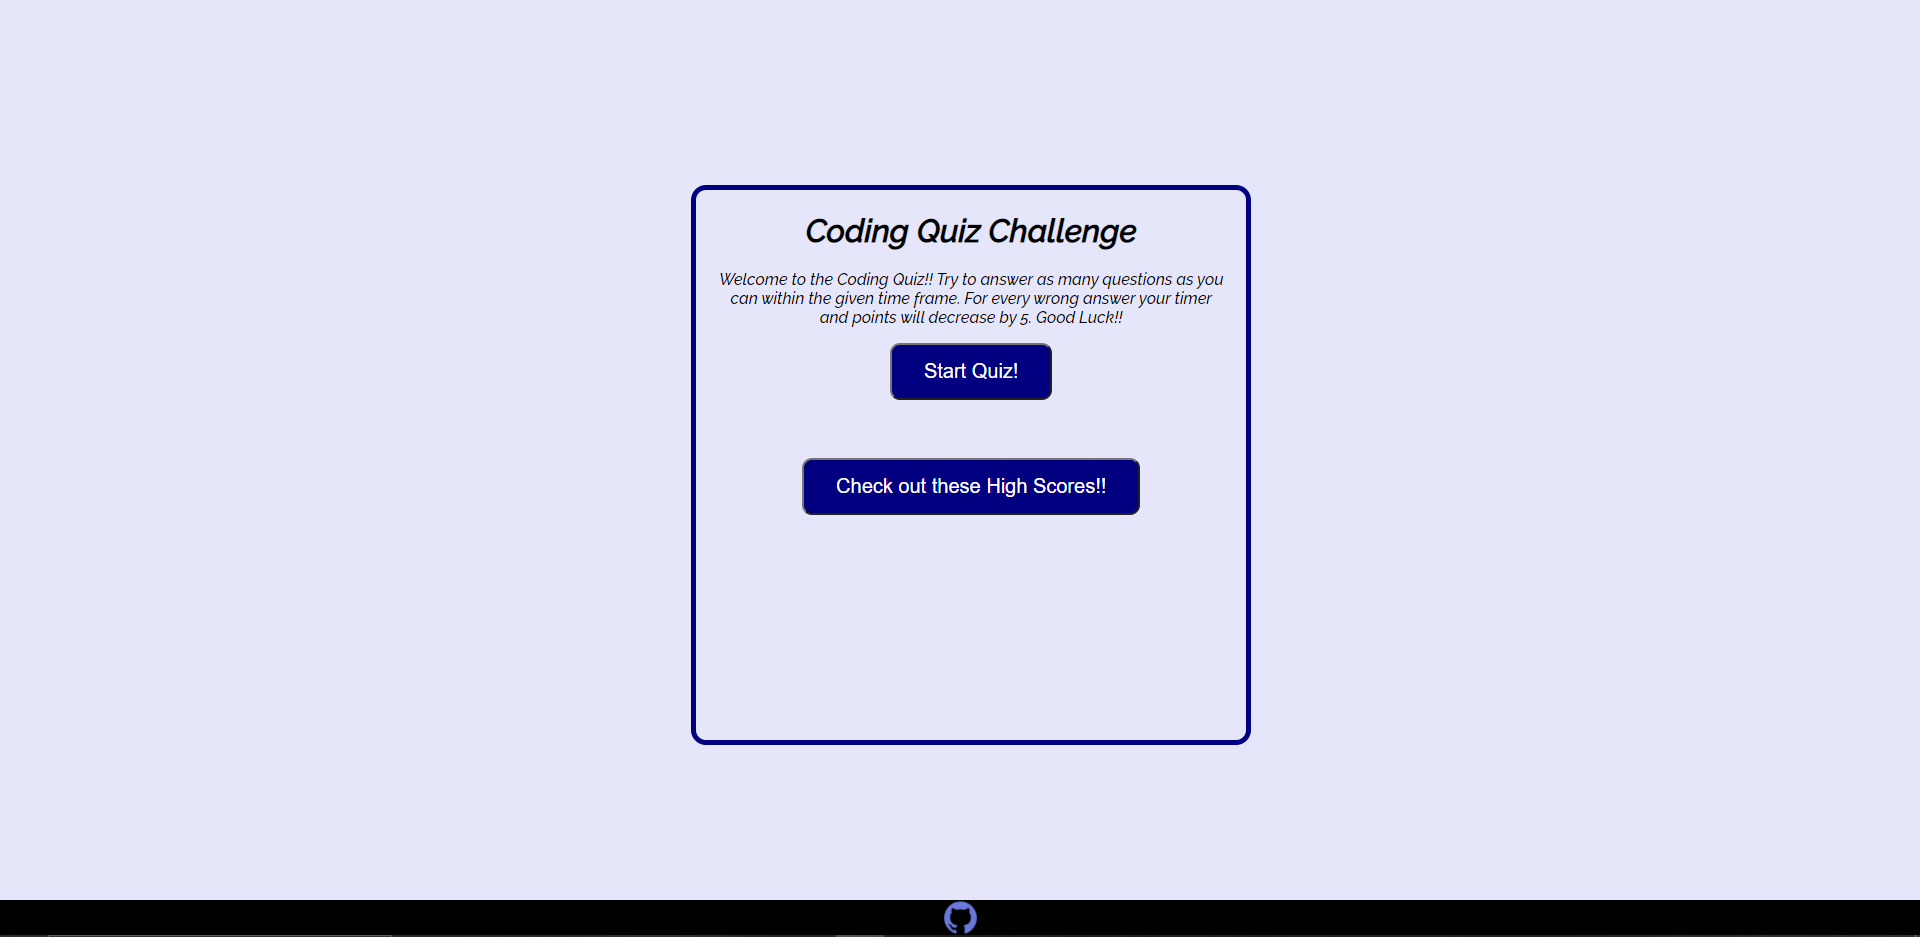 Coding Quiz Challenge
Welcome to the Coding Quiz!! Try to answer as many questions as you
can within the given time frame. For every wrong answer your timer
and points will decrease by 5. Good Luck!!
Start Quiz!
Check out these High Scores!!